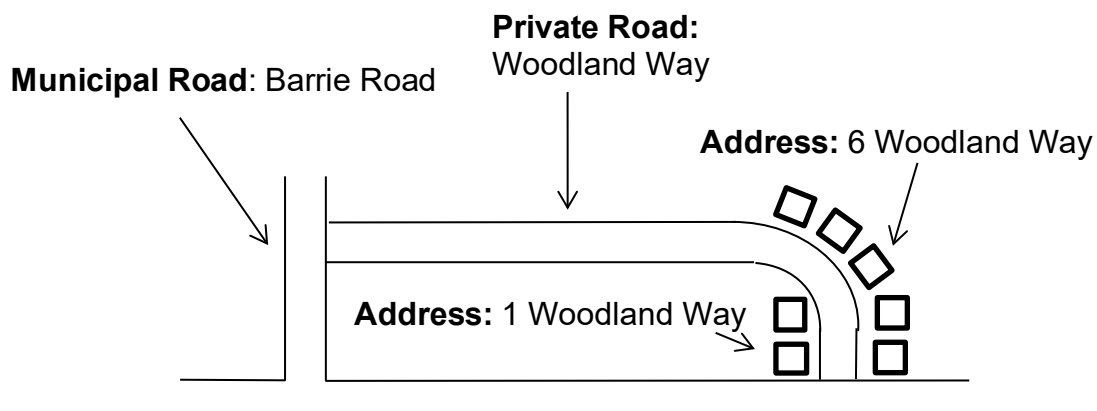 Private Road:
Woodland Way
Municipal Road: Barrie Road
Address: 6 Woodland Way
Address: 1 Woodland Way